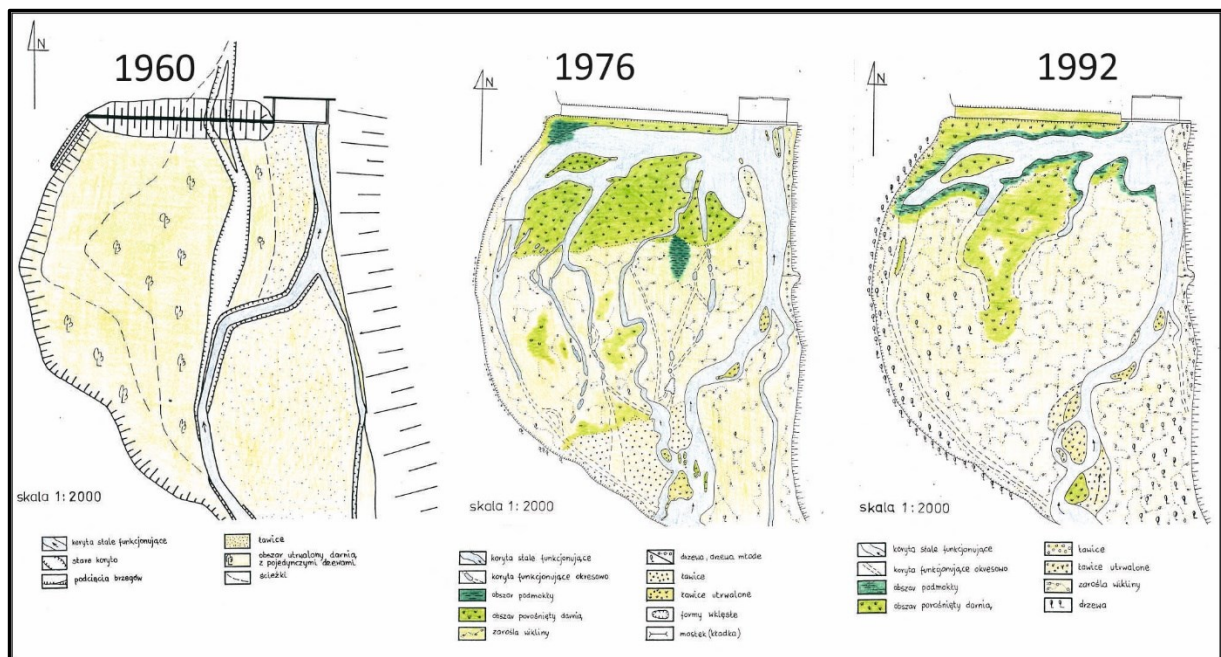 1960
1976
1992
N
N
N
skala 1:2000
skala 1:2000
skala 1:2000
koryta stale funkcjonujące
stare koryto
podcięcia brzegów
ławice
obszar utrwalony darnią
z pojedynczymi drzewami
ścieżki
koryta stałe funkcjonujące
koryta funkcjonujące okresowo
obszar podmokły
obszar porośnięty darnią
zarośla wikliny
drzewa, drzewa młode
ławice
ławice utrwalone
formy wklęsłe
mostek (kładka)
koryta stale funkcjonujące
koryta funkcjonujące okresowo
obszar podmokły
obszar porośnięty darnią
ławice
ławice utrwalone
zarośla wikliny
drzewa